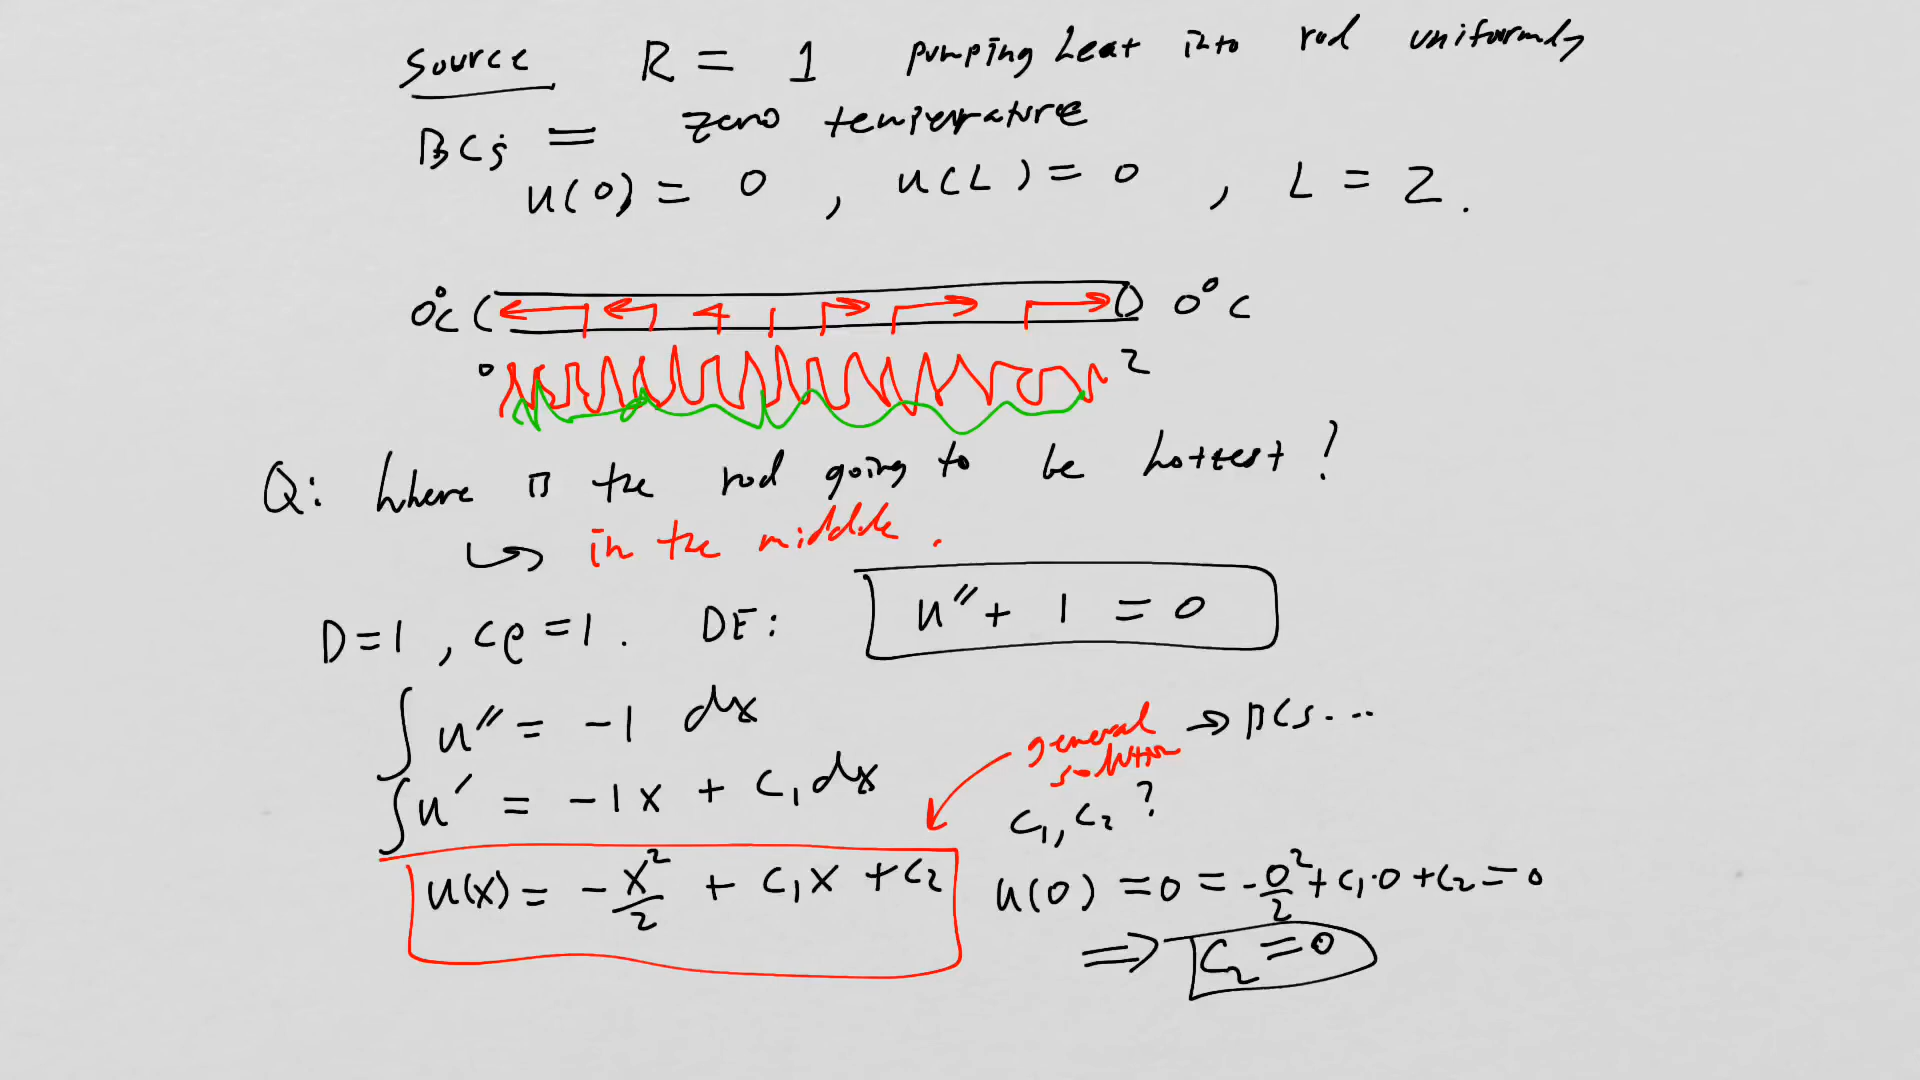 Source R = 1 pumping heat into rod uniformly
BCs = zero temperature
u(0) = 0 , u(L) = 0 , L = 2.
0°C 0°C
0 2
Q: Where is the rod going to be hottest?
↳ in the middle.
D=1 , cρ=1. DE: u″ + 1 = 0
∫ u″ = -1 dx
general solution → BCs...
∫ u′ = -1x + c₁ dx
c₁, c₂ ?
u(x) = -x²/2 + c₁x + c₂
u(0) = 0 = -0²/2 + c₁·0 + c₂ = 0
⇒ c₂ = 0